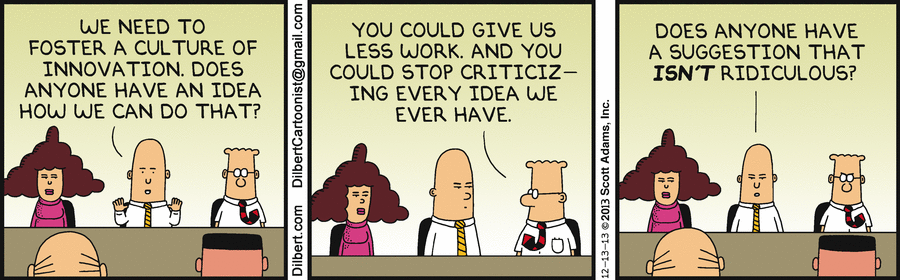 WE NEED TO
FOSTER A CULTURE OF
INNOVATION. DOES
ANYONE HAVE AN IDEA
HOW WE CAN DO THAT?
Dilbert.com DilbertCartoonist@gmail.com
YOU COULD GIVE US
LESS WORK. AND YOU
COULD STOP CRITICIZ–
ING EVERY IDEA WE
EVER HAVE.
12-13-13 © 2013 Scott Adams, Inc.
DOES ANYONE HAVE
A SUGGESTION THAT
ISN'T RIDICULOUS?